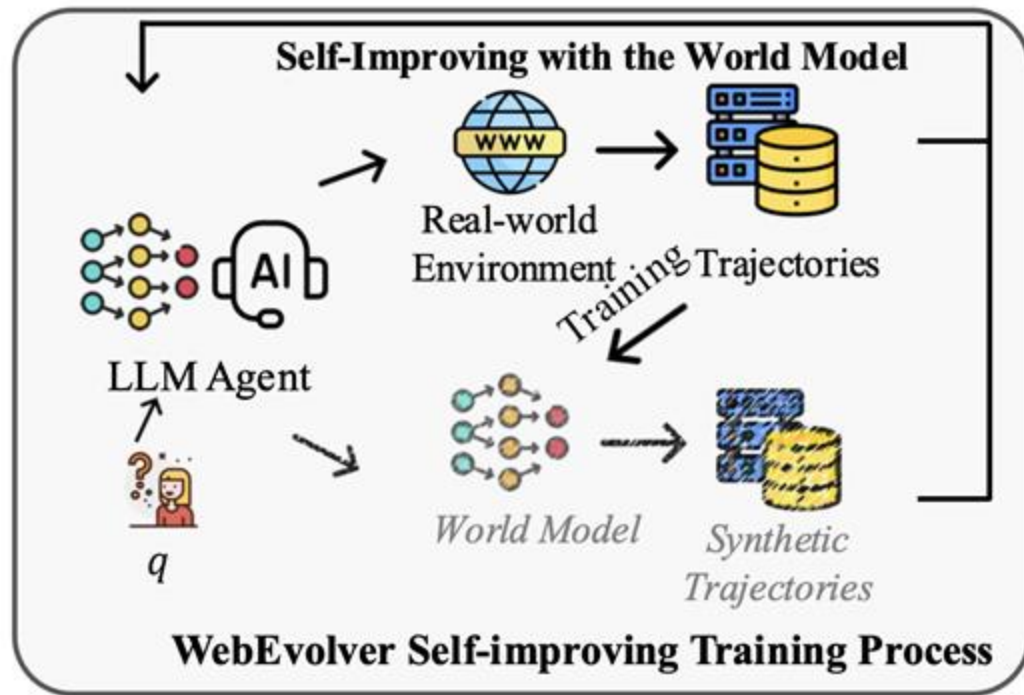 Self-Improving with the World Model
WWW
Real-world
Environment
Trajectories
Training
AI
LLM Agent
q
World Model
Synthetic
Trajectories
WebEvolver Self-improving Training Process